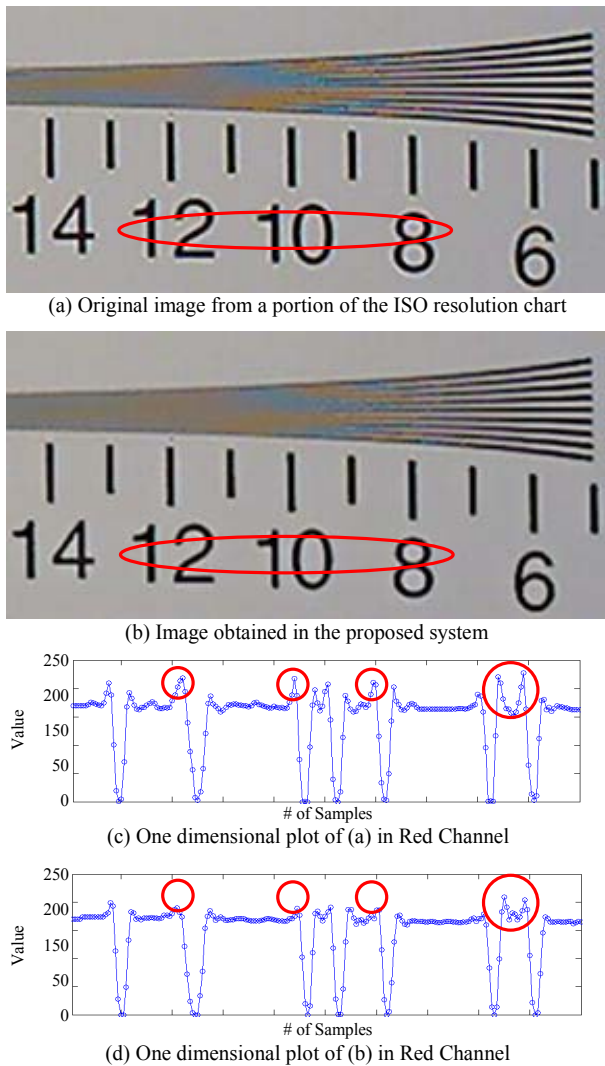 14 12 10 8 6
(a) Original image from a portion of the ISO resolution chart
14 12 10 8 6
(b) Image obtained in the proposed system
250
200
150
100
50
0
Value
# of Samples
(c) One dimensional plot of (a) in Red Channel
250
200
150
100
50
0
Value
# of Samples
(d) One dimensional plot of (b) in Red Channel